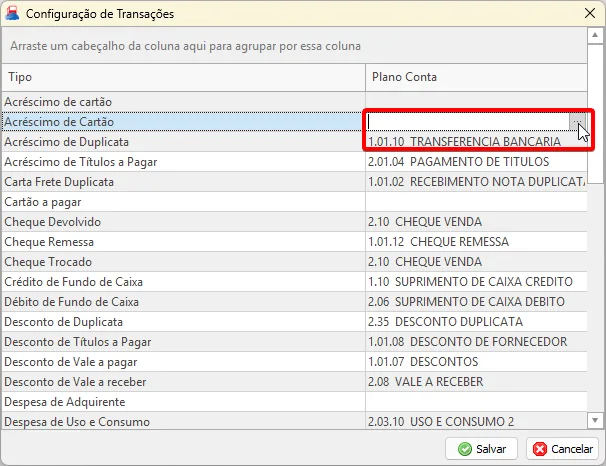 Configuração de Transações
Arraste um cabeçalho da coluna aqui para agrupar por essa coluna
Tipo Plano Conta
Acréscimo de cartão
Acréscimo de Cartão ...
Acréscimo de Duplicata 1.01.10 TRANSFERENCIA BANCARIA
Acréscimo de Títulos a Pagar 2.01.04 PAGAMENTO DE TITULOS
Carta Frete Duplicata 1.01.02 RECEBIMENTO NOTA DUPLICATA
Cartão a pagar
Cheque Devolvido 2.10 CHEQUE VENDA
Cheque Remessa 1.01.12 CHEQUE REMESSA
Cheque Trocado 2.10 CHEQUE VENDA
Crédito de Fundo de Caixa 1.10 SUPRIMENTO DE CAIXA CREDITO
Débito de Fundo de Caixa 2.06 SUPRIMENTO DE CAIXA DEBITO
Desconto de Duplicata 2.35 DESCONTO DUPLICATA
Desconto de Títulos a Pagar 1.01.08 DESCONTO DE FORNECEDOR
Desconto de Vale a pagar 1.01.07 DESCONTOS
Desconto de Vale a receber 2.08 VALE A RECEBER
Despesa de Adquirente
Despesa de Uso e Consumo 2.03.10 USO E CONSUMO 2
Salvar Cancelar